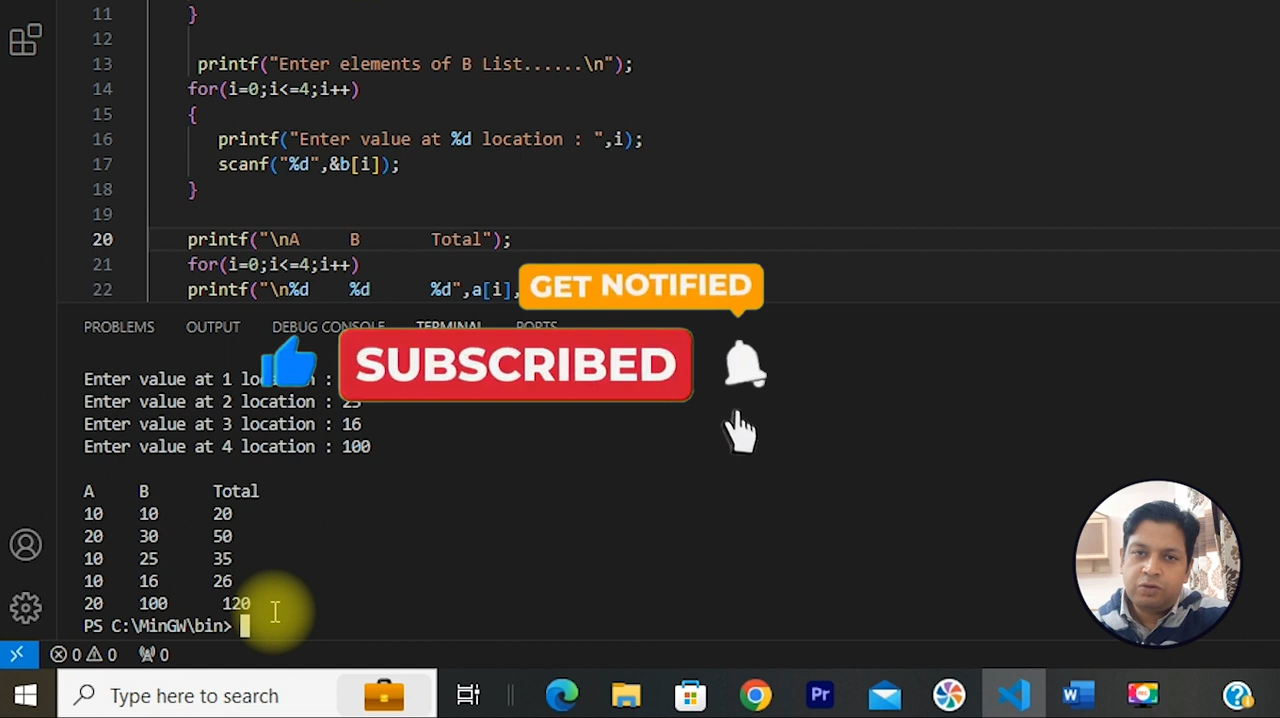 11 }
12
13 printf("Enter elements of B List......\n");
14 for(i=0;i<=4;i++)
15 {
16 printf("Enter value at %d location : ",i);
17 scanf("%d",&b[i]);
18 }
19
20 printf("\nA B Total");
21 for(i=0;i<=4;i++)
22 printf("\n%d %d %d",a[i],
GET NOTIFIED
PROBLEMS OUTPUT DEBUG CONSOLE TERMINAL PORTS
SUBSCRIBED
Enter value at 1 location :
Enter value at 2 location : 25
Enter value at 3 location : 16
Enter value at 4 location : 100
A B Total
10 10 20
20 30 50
10 25 35
10 16 26
20 100 120
PS C:\MinGW\bin>
0 0 0
Type here to search
Pr
W